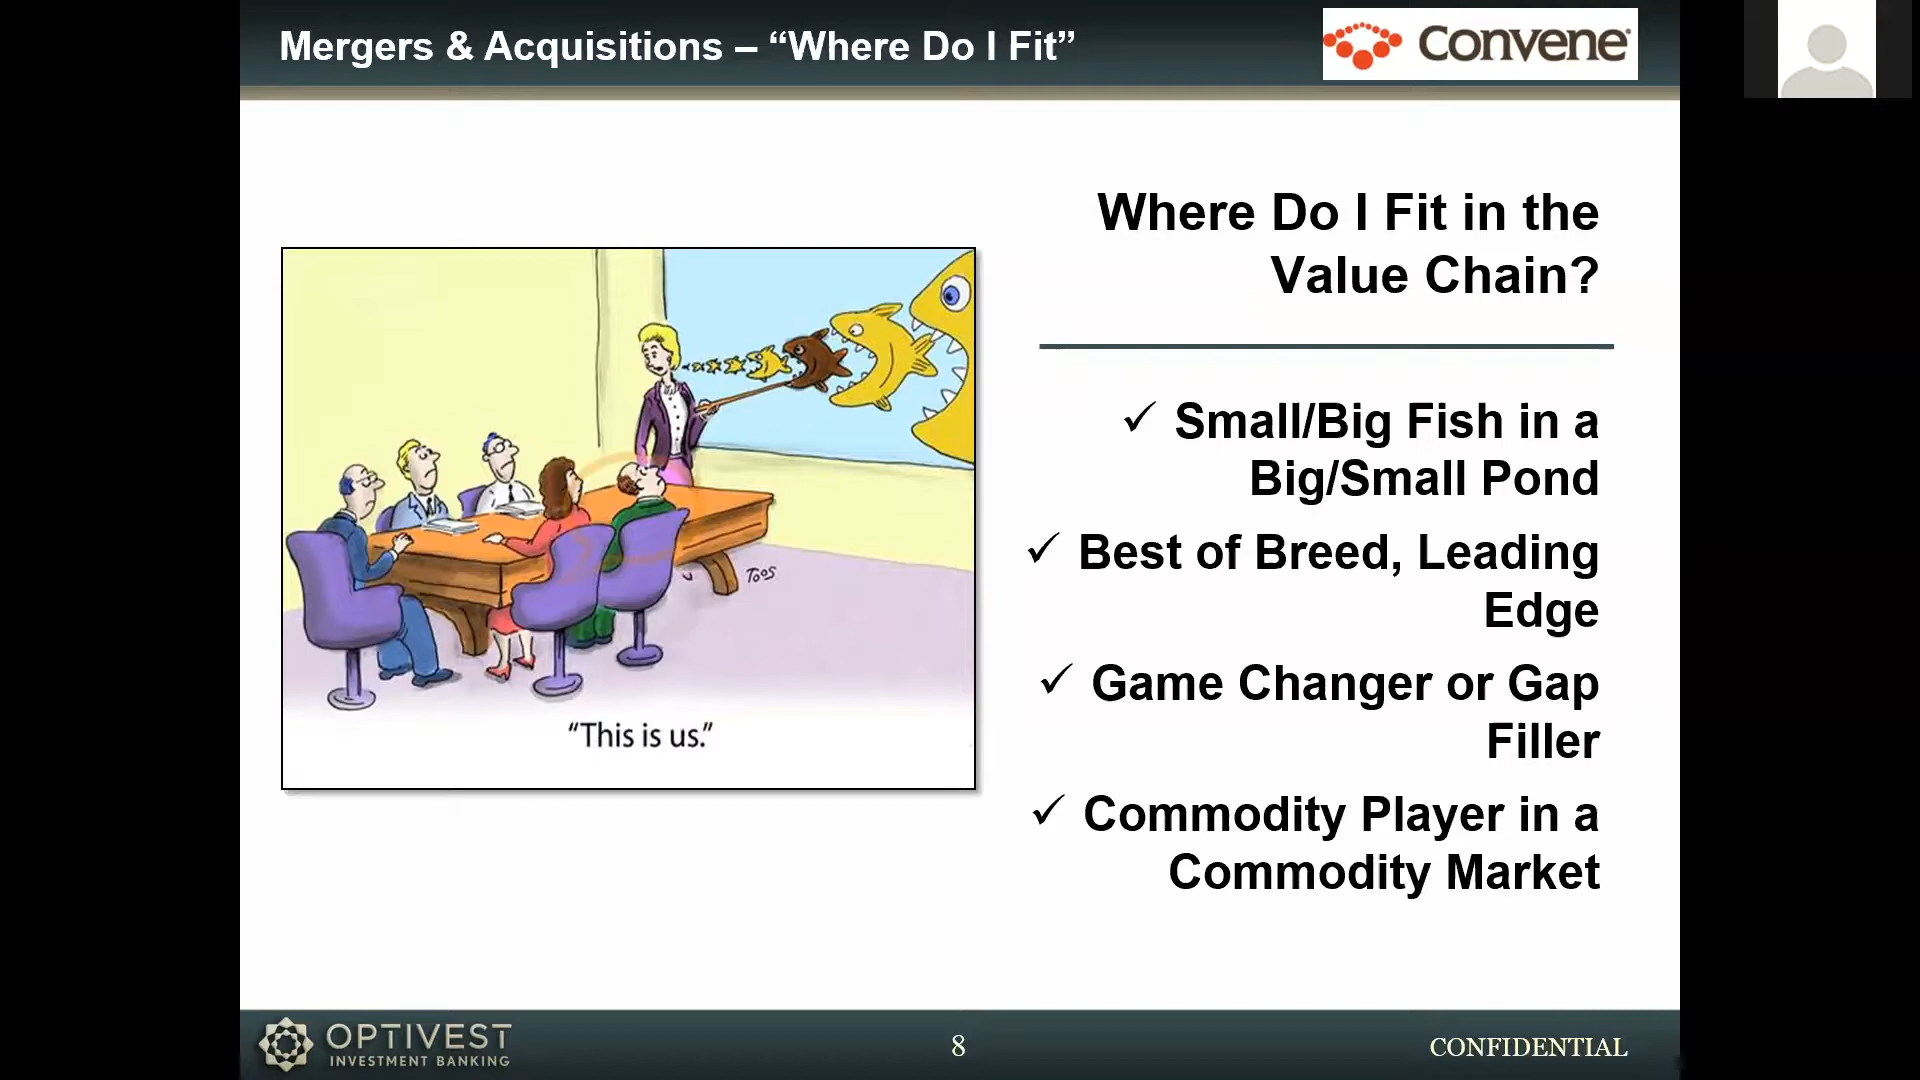 Mergers & Acquisitions – “Where Do I Fit”
Convene
Where Do I Fit in the
Value Chain?
✓ Small/Big Fish in a
Big/Small Pond
✓ Best of Breed, Leading
Edge
✓ Game Changer or Gap
Filler
✓ Commodity Player in a
Commodity Market
TOOS
“This is us.”
OPTIVEST
INVESTMENT BANKING
8
CONFIDENTIAL